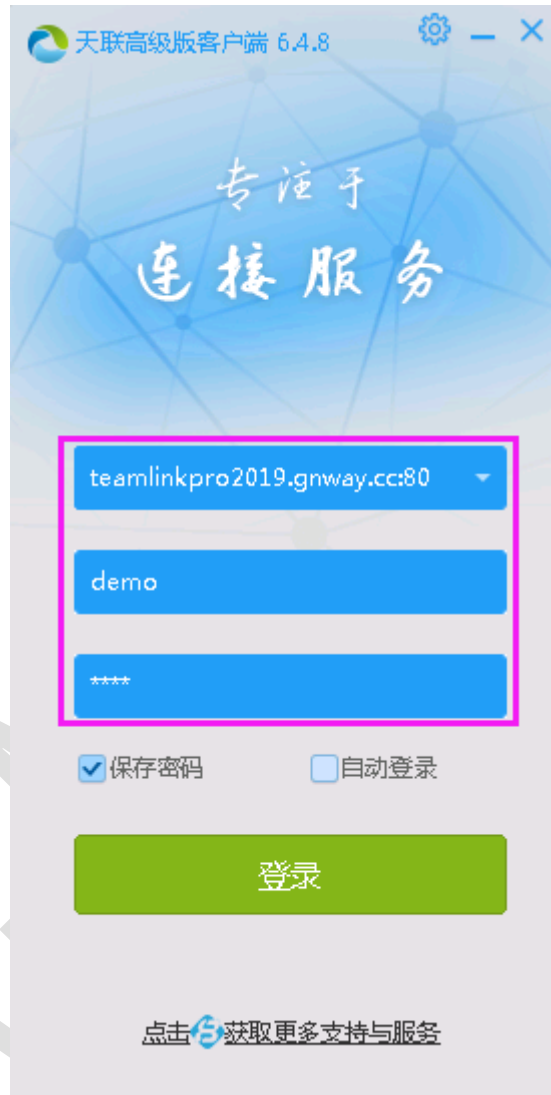 天联高级版客户端 6.4.8
专注于
连接服务
teamlinkpro2019.gnway.cc:80
demo
****
保存密码 自动登录
登录
点击获取更多支持与服务